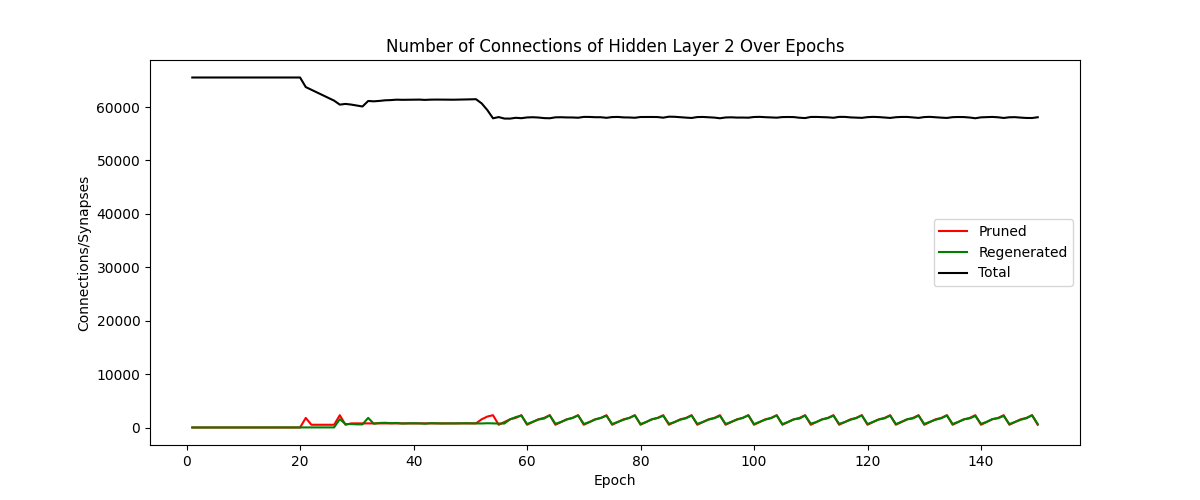 Number of Connections of Hidden Layer 2 Over Epochs
60000
50000
40000
30000
20000
10000
0
Connections/Synapses
Pruned
Regenerated
Total
0 20 40 60 80 100 120 140
Epoch